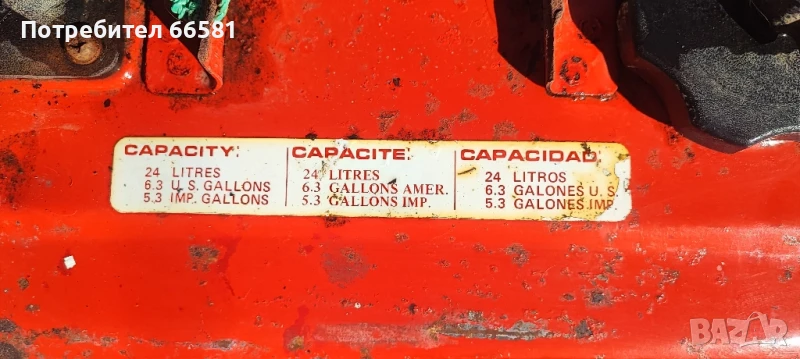 Потребител 66581
CAPACITY:
24 LITRES
6.3 U.S. GALLONS
5.3 IMP. GALLONS
CAPACITE:
24 LITRES
6.3 GALLONS AMER.
5.3 GALLONS IMP.
CAPACIDAD:
24 LITROS
6.3 GALONES U.S.
5.3 GALONES IMP.
BAZAR